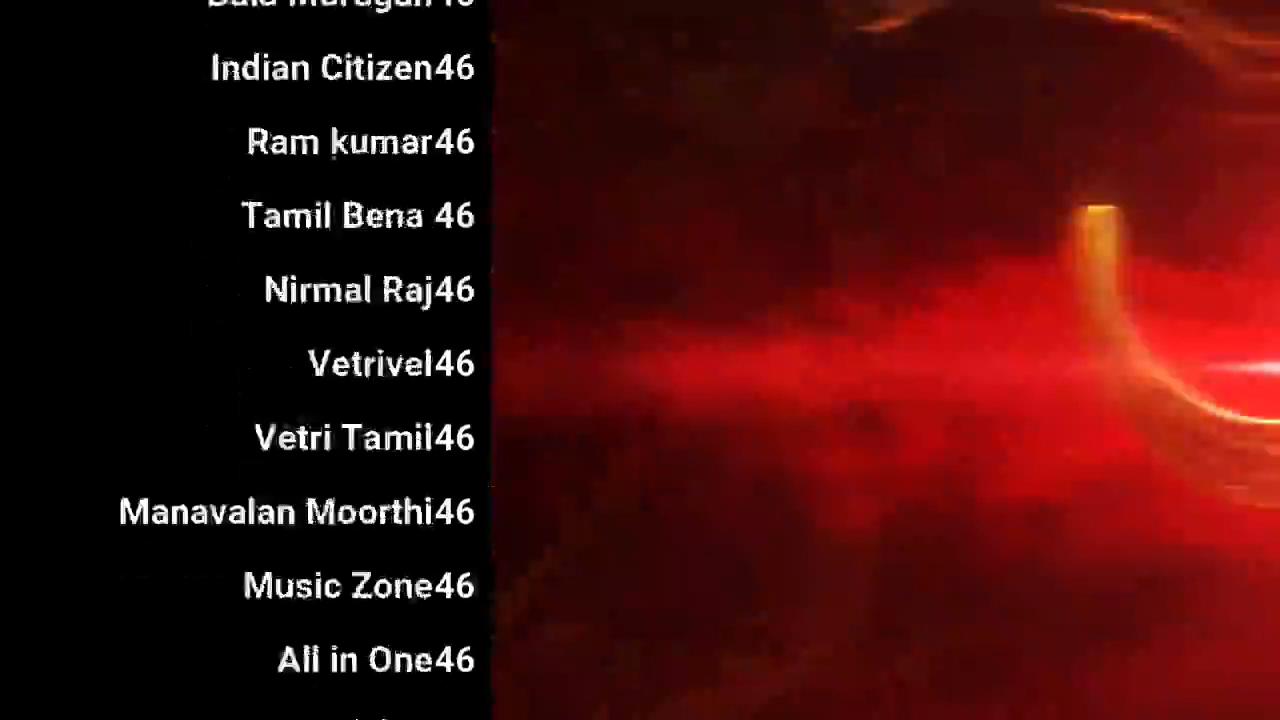 Indian Citizen46
Ram kumar46
Tamil Bena 46
Nirmal Raj46
Vetrivel46
Vetri Tamil46
Manavalan Moorthi46
Music Zone46
All in One46